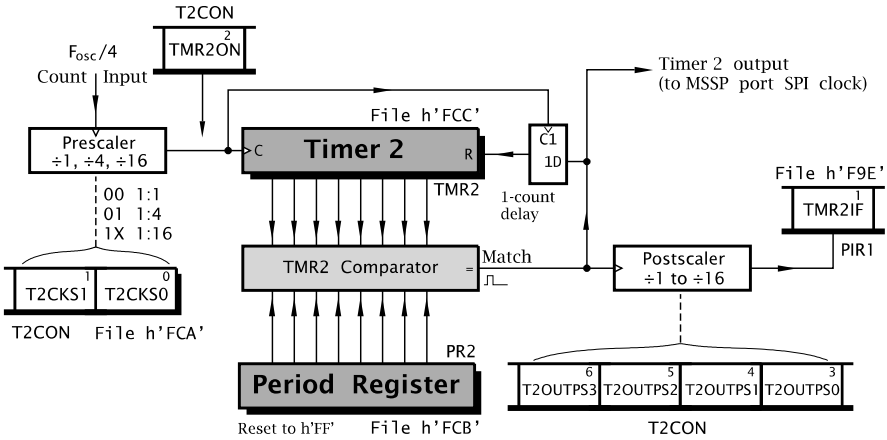 T2CON
2
TMR2ON
Fosc/4
Count Input
Timer 2 output
(to MSSP port SPI clock)
File h'FCC'
Prescaler
÷1, ÷4, ÷16
C
Timer 2
R
C1
1D
TMR2
1-count
delay
00 1:1
01 1:4
1X 1:16
File h'F9E'
1
TMR2IF
PIR1
TMR2 Comparator
=
Match
Postscaler
÷1 to ÷16
1
T2CKS1
0
T2CKS0
T2CON
File h'FCA'
PR2
Period Register
Reset to h'FF'
File h'FCB'
6
T2OUTPS3
5
T2OUTPS2
4
T2OUTPS1
3
T2OUTPS0
T2CON